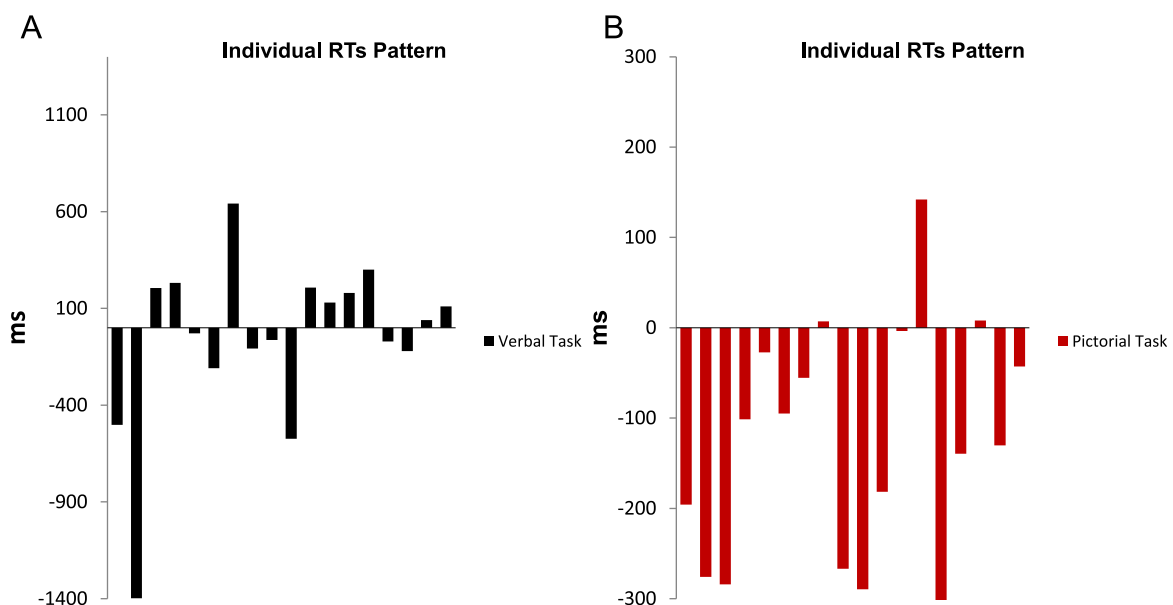 A
Individual RTs Pattern
1100
600
100
-400
-900
-1400
ms
Verbal Task
B
Individual RTs Pattern
300
200
100
0
-100
-200
-300
ms
Pictorial Task